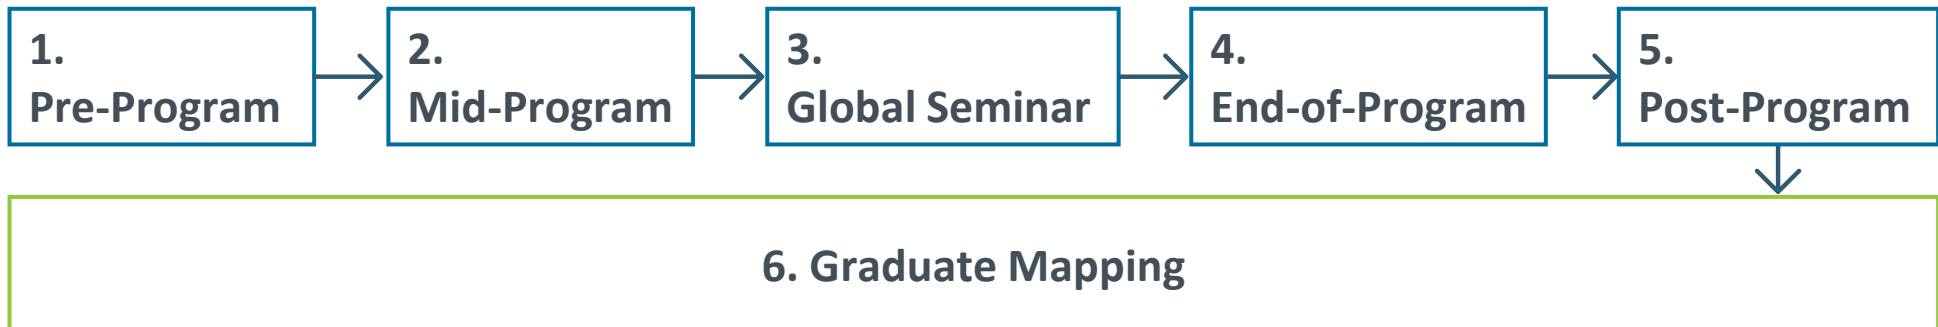 1.
Pre-Program
2.
Mid-Program
3.
Global Seminar
4.
End-of-Program
5.
Post-Program
6. Graduate Mapping